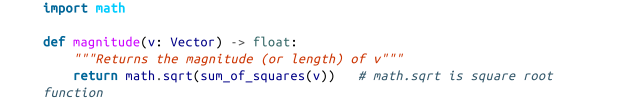 import math
def magnitude(v: Vector) -> float:
    """Returns the magnitude (or length) of v"""
    return math.sqrt(sum_of_squares(v))   # math.sqrt is square root
function